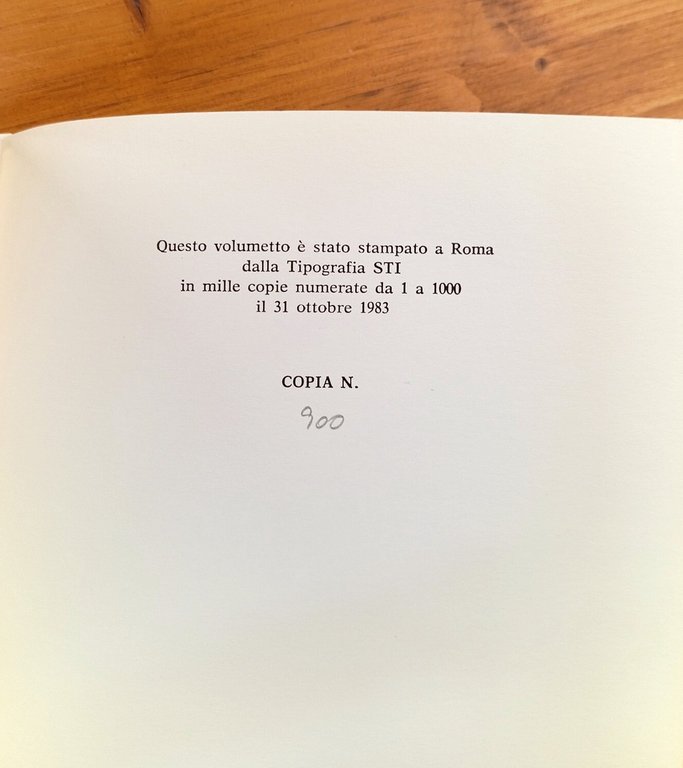 Questo volumetto è stato stampato a Roma
dalla Tipografia STI
in mille copie numerate da 1 a 1000
il 31 ottobre 1983
COPIA N.
900